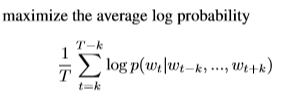 maximize the average log probability
1/T ∑_{t=k}^{T−k} log p(w_t|w_{t−k}, ..., w_{t+k})